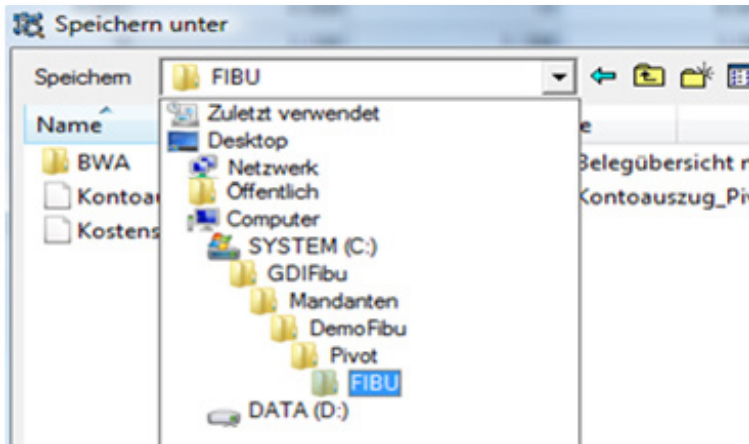 Speichern unter
Speichern FIBU
Name
Zuletzt verwendet
Desktop
BWA
Netzwerk
Belegübersicht
Öffentlich
Kontoauszug_Piv
Computer
Kostens
SYSTEM (C:)
GDIFibu
Mandanten
DemoFibu
Pivot
FIBU
DATA (D:)